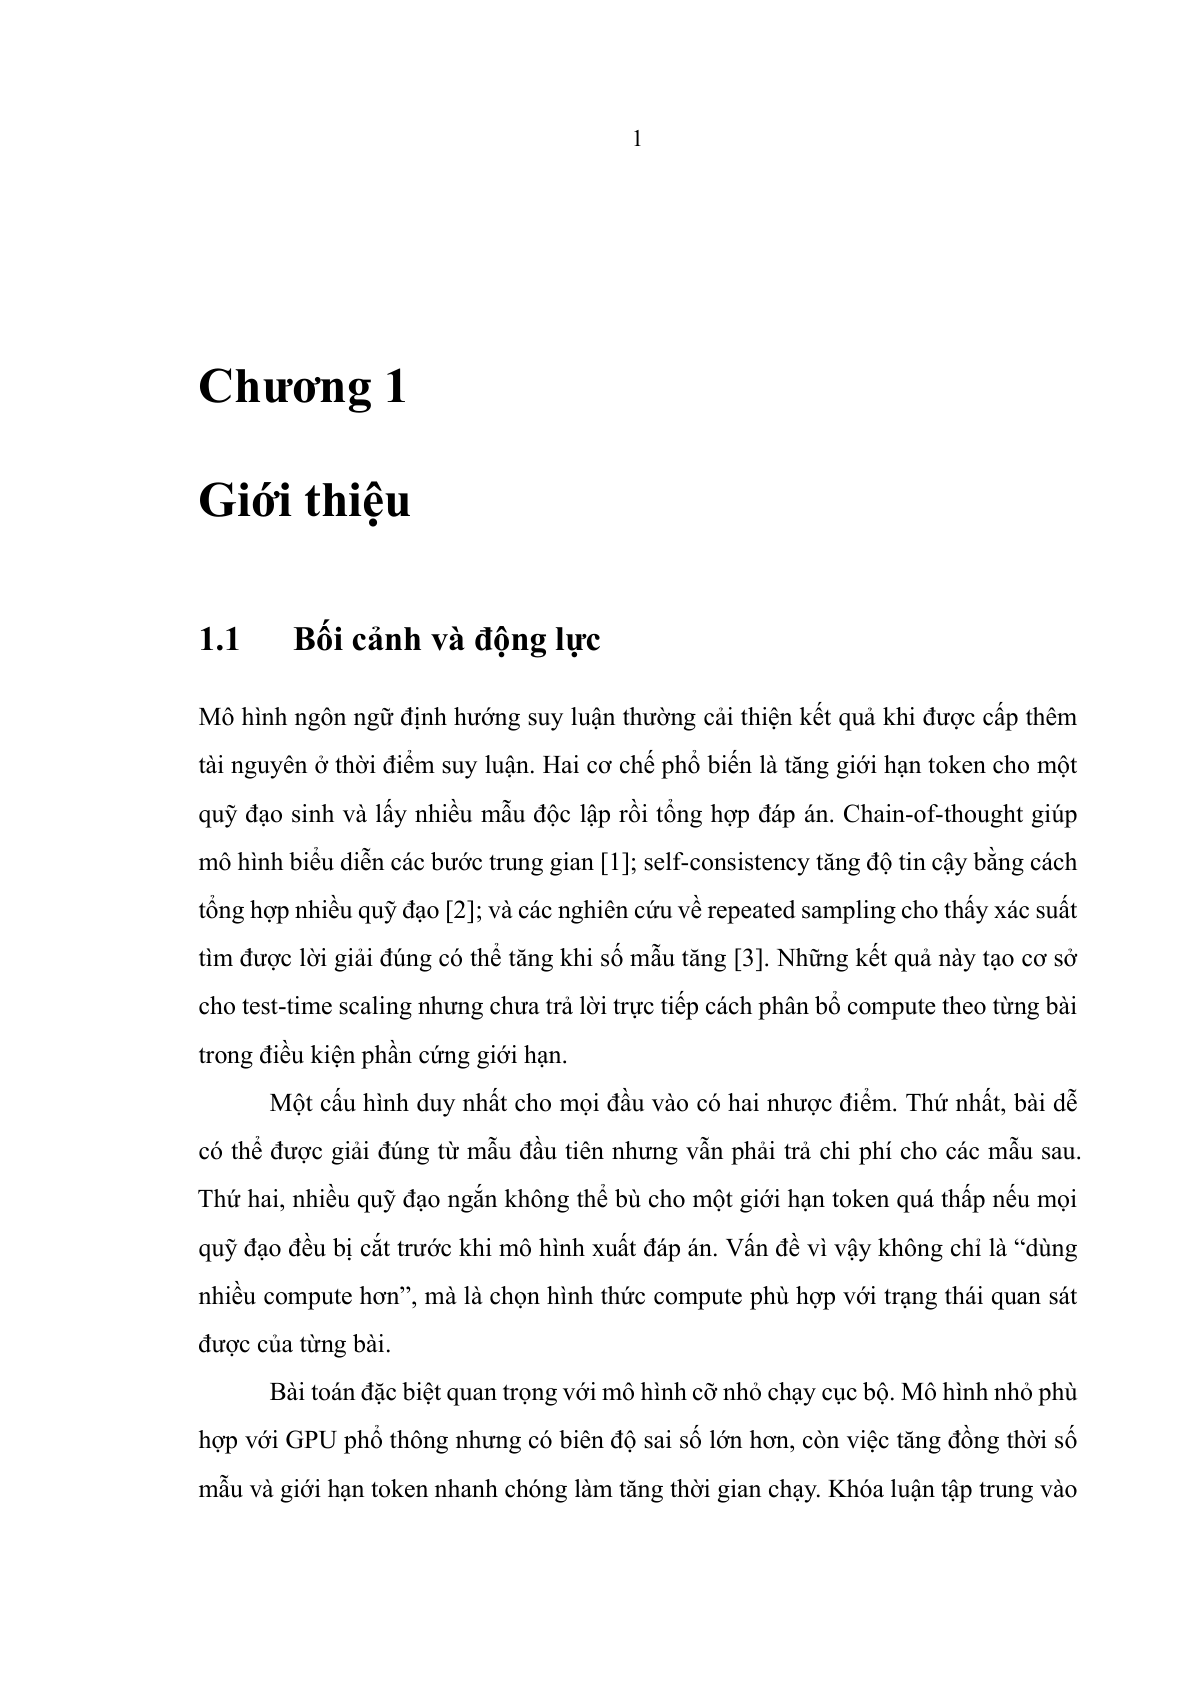 1
Chương 1
Giới thiệu
1.1 Bối cảnh và động lực
Mô hình ngôn ngữ định hướng suy luận thường cải thiện kết quả khi được cấp thêm
tài nguyên ở thời điểm suy luận. Hai cơ chế phổ biến là tăng giới hạn token cho một
quỹ đạo sinh và lấy nhiều mẫu độc lập rồi tổng hợp đáp án. Chain-of-thought giúp
mô hình biểu diễn các bước trung gian [1]; self-consistency tăng độ tin cậy bằng cách
tổng hợp nhiều quỹ đạo [2]; và các nghiên cứu về repeated sampling cho thấy xác suất
tìm được lời giải đúng có thể tăng khi số mẫu tăng [3]. Những kết quả này tạo cơ sở
cho test-time scaling nhưng chưa trả lời trực tiếp cách phân bổ compute theo từng bài
trong điều kiện phần cứng giới hạn.
Một cấu hình duy nhất cho mọi đầu vào có hai nhược điểm. Thứ nhất, bài dễ
có thể được giải đúng từ mẫu đầu tiên nhưng vẫn phải trả chi phí cho các mẫu sau.
Thứ hai, nhiều quỹ đạo ngắn không thể bù cho một giới hạn token quá thấp nếu mọi
quỹ đạo đều bị cắt trước khi mô hình xuất đáp án. Vấn đề vì vậy không chỉ là “dùng
nhiều compute hơn”, mà là chọn hình thức compute phù hợp với trạng thái quan sát
được của từng bài.
Bài toán đặc biệt quan trọng với mô hình cỡ nhỏ chạy cục bộ. Mô hình nhỏ phù
hợp với GPU phổ thông nhưng có biên độ sai số lớn hơn, còn việc tăng đồng thời số
mẫu và giới hạn token nhanh chóng làm tăng thời gian chạy. Khóa luận tập trung vào